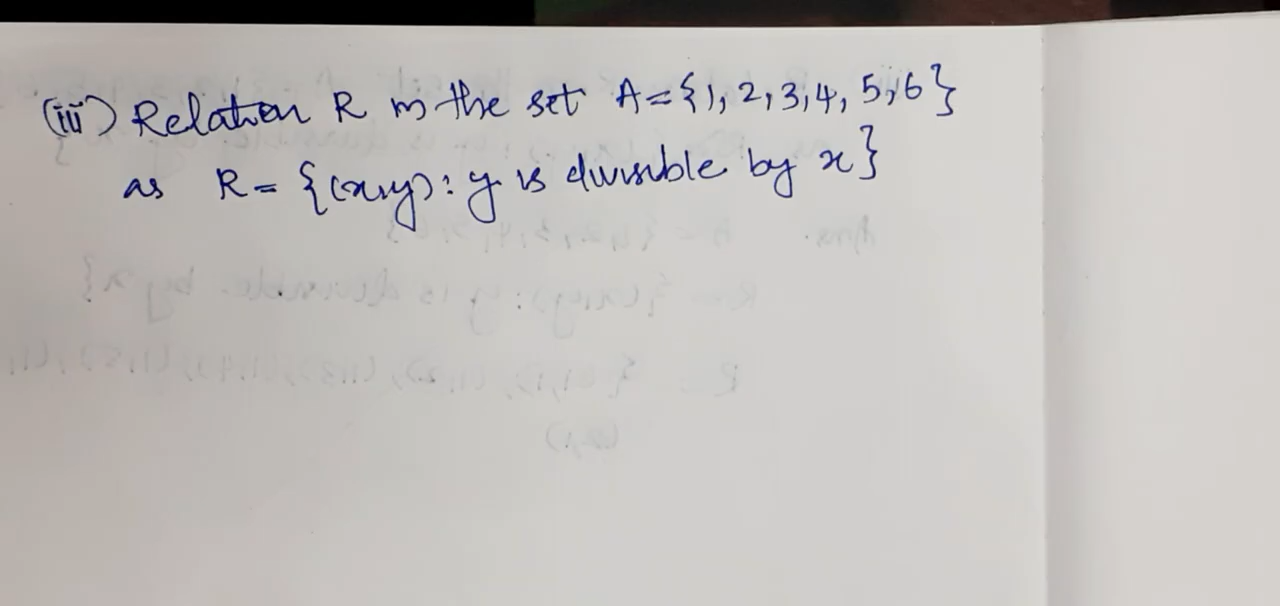 (iii) Relation R in the set A = {1, 2, 3, 4, 5, 6}
as R = {(x, y) : y is divisible by x}